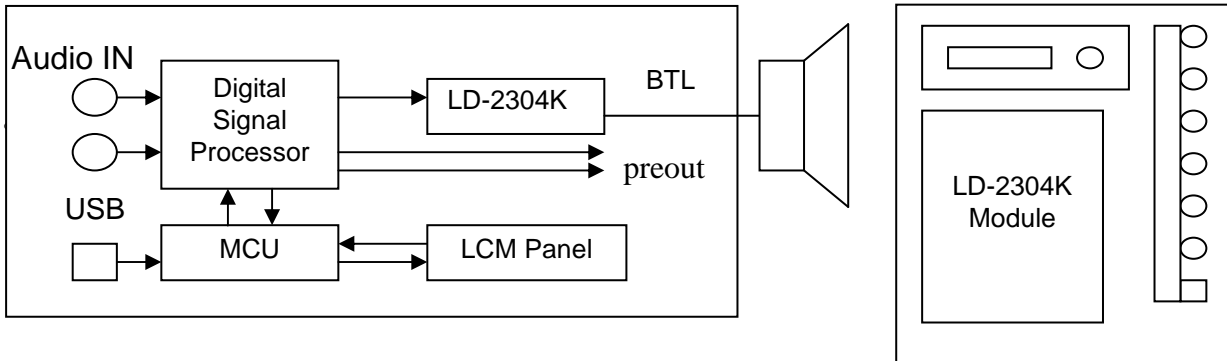 Audio IN
Digital
Signal
Processor
LD-2304K
BTL
preout
USB
MCU
LCM Panel
LD-2304K
Module